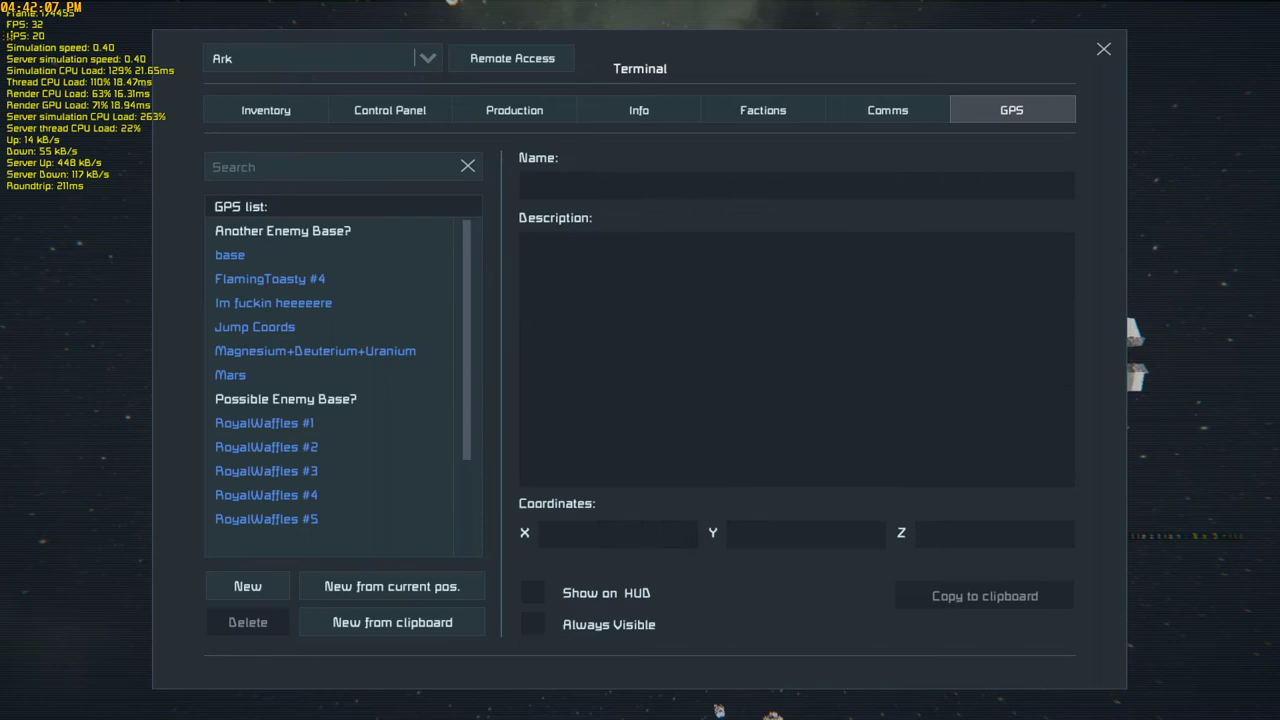 04:42:07 PM
Frame: 174453
FPS: 32
UPS: 20
Simulation speed: 0.40
Server simulation speed: 0.40
Simulation CPU Load: 129% 21.65ms
Thread CPU Load: 110% 18.47ms
Render CPU Load: 63% 16.31ms
Render GPU Load: 71% 18.94ms
Server simulation CPU Load: 263%
Server thread CPU Load: 22%
Up: 14 kB/s
Down: 55 kB/s
Server Up: 448 kB/s
Server Down: 117 kB/s
Roundtrip: 211ms
Ark
Remote Access
Terminal
Inventory
Control Panel
Production
Info
Factions
Comms
GPS
Search
GPS list:
Another Enemy Base?
base
FlamingToasty #4
Im fuckin heeeeere
Jump Coords
Magnesium+Deuterium+Uranium
Mars
Possible Enemy Base?
RoyalWaffles #1
RoyalWaffles #2
RoyalWaffles #3
RoyalWaffles #4
RoyalWaffles #5
New
New from current pos.
Delete
New from clipboard
Name:
Description:
Coordinates:
X
Y
Z
Show on HUD
Copy to clipboard
Always Visible